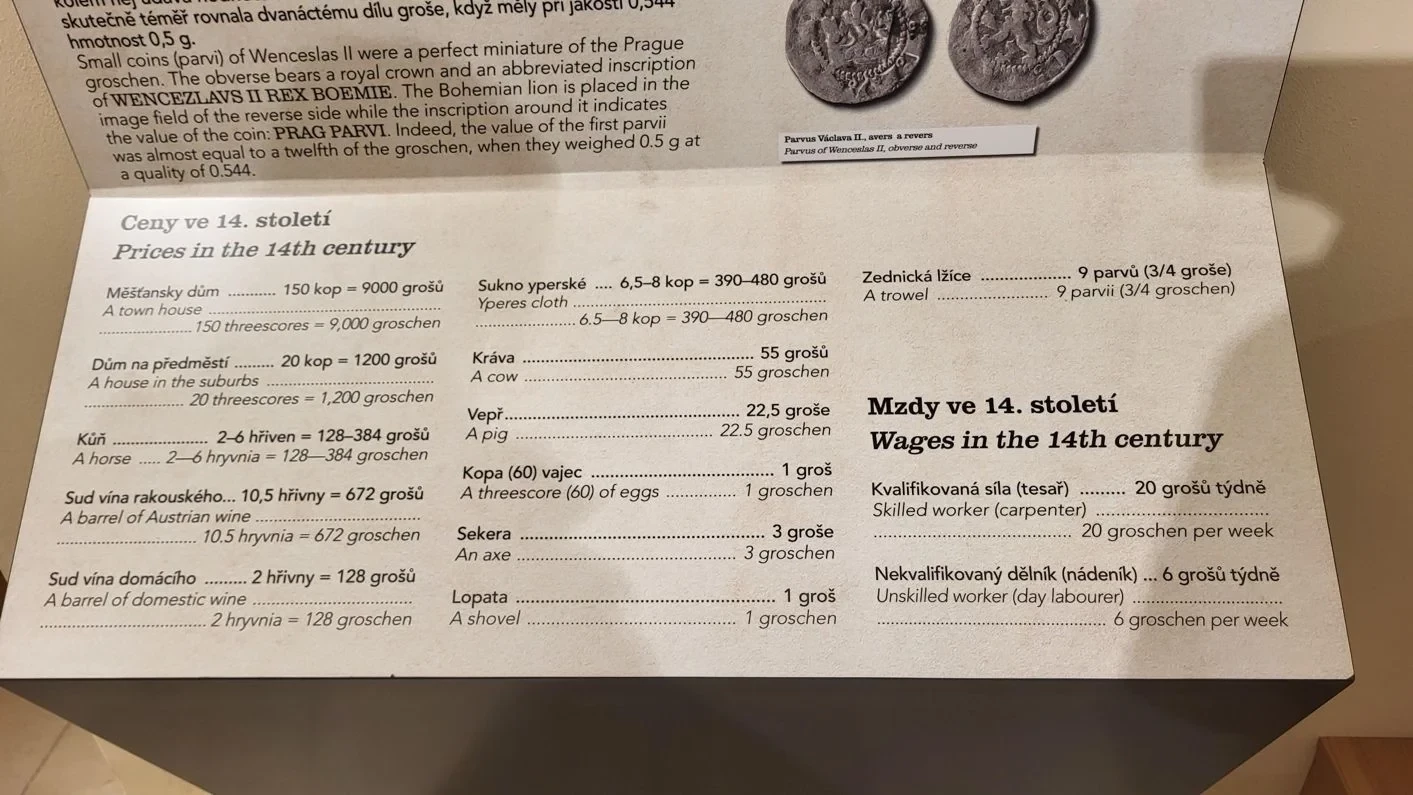 skutečně téměř rovnala dvanáctému dílu groše, když měly při jakosti 0,544
hmotnost 0,5 g.
Small coins (parvi) of Wenceslas II were a perfect miniature of the Prague
groschen. The obverse bears a royal crown and an abbreviated inscription
of WENCEZLAVS II REX BOEMIE. The Bohemian lion is placed in the
image field of the reverse side while the inscription around it indicates
the value of the coin: PRAG PARVI. Indeed, the value of the first parvii
was almost equal to a twelfth of the groschen, when they weighed 0.5 g at
a quality of 0.544.
Parvus Václava II., avers a revers
Parvus of Wenceslas II, obverse and reverse
Ceny ve 14. století
Prices in the 14th century
Měšťansky dům ........... 150 kop = 9000 grošů
A town house ....................................................
..........................150 threescores = 9,000 groschen
Dům na předměstí ......... 20 kop = 1200 grošů
A house in the suburbs ........................................
........................ 20 threescores = 1,200 groschen
Kůň ...................... 2–6 hřiven = 128–384 grošů
A horse ..... 2—6 hryvnia = 128—384 groschen
Sud vína rakouského... 10,5 hřivny = 672 grošů
A barrel of Austrian wine ........................................
................................. 10.5 hryvnia = 672 groschen
Sud vína domácího ......... 2 hřivny = 128 grošů
A barrel of domestic wine ......................................
....................................... 2 hryvnia = 128 groschen
Sukno yperské .... 6,5–8 kop = 390–480 grošů
Yperes cloth ............................................................
........................6.5—8 kop = 390—480 groschen
Kráva ..................................................... 55 grošů
A cow ................................................ 55 groschen
Vepř...................................................... 22,5 groše
A pig .............................................. 22.5 groschen
Kopa (60) vajec .......................................... 1 groš
A threescore (60) of eggs ................ 1 groschen
Sekera ........................................................ 3 groše
An axe ................................................ 3 groschen
Lopata .......................................................... 1 groš
A shovel .............................................. 1 groschen
Zednická lžíce ..................... 9 parvů (3/4 groše)
A trowel ......................... 9 parvii (3/4 groschen)
Mzdy ve 14. století
Wages in the 14th century
Kvalifikovaná síla (tesař) ......... 20 grošů týdně
Skilled worker (carpenter) .......................................
............................................. 20 groschen per week
Nekvalifikovaný dělník (nádeník) ... 6 grošů týdně
Unskilled worker (day labourer) ..................................
.................................................... 6 groschen per week